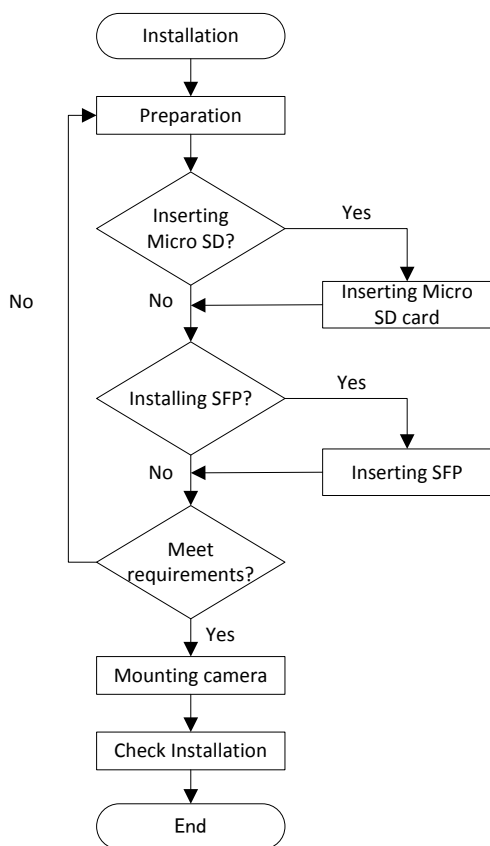 Installation
Preparation
Inserting
Micro SD?
Yes
No
No
Inserting Micro
SD card
Installing SFP?
Yes
No
Inserting SFP
Meet
requirements?
Yes
Mounting camera
Check Installation
End